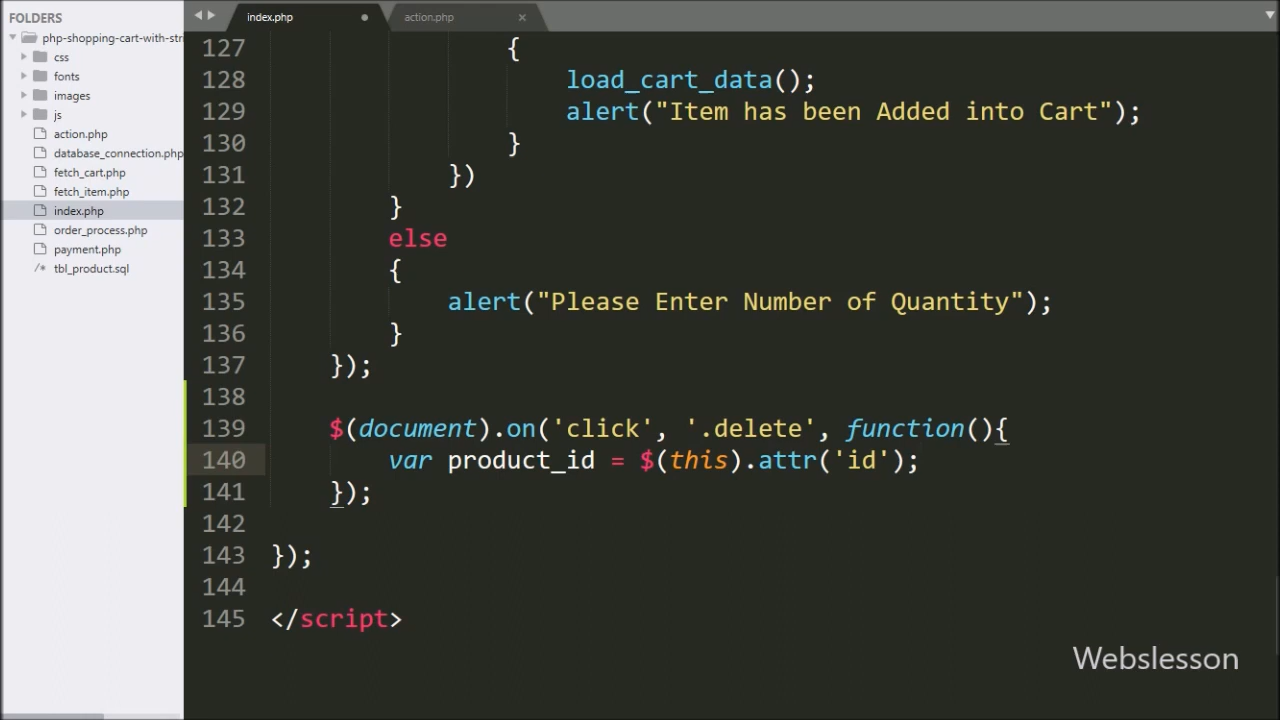 FOLDERS
php-shopping-cart-with-str
css
fonts
images
js
action.php
database_connection.php
fetch_cart.php
fetch_item.php
index.php
order_process.php
payment.php
/* tbl_product.sql
index.php
action.php
127 {
128 load_cart_data();
129 alert("Item has been Added into Cart");
130 }
131 })
132 }
133 else
134 {
135 alert("Please Enter Number of Quantity");
136 }
137 });
138
139 $(document).on('click', '.delete', function(){
140 var product_id = $(this).attr('id');
141 });
142
143 });
144
145 </script>
Webslesson